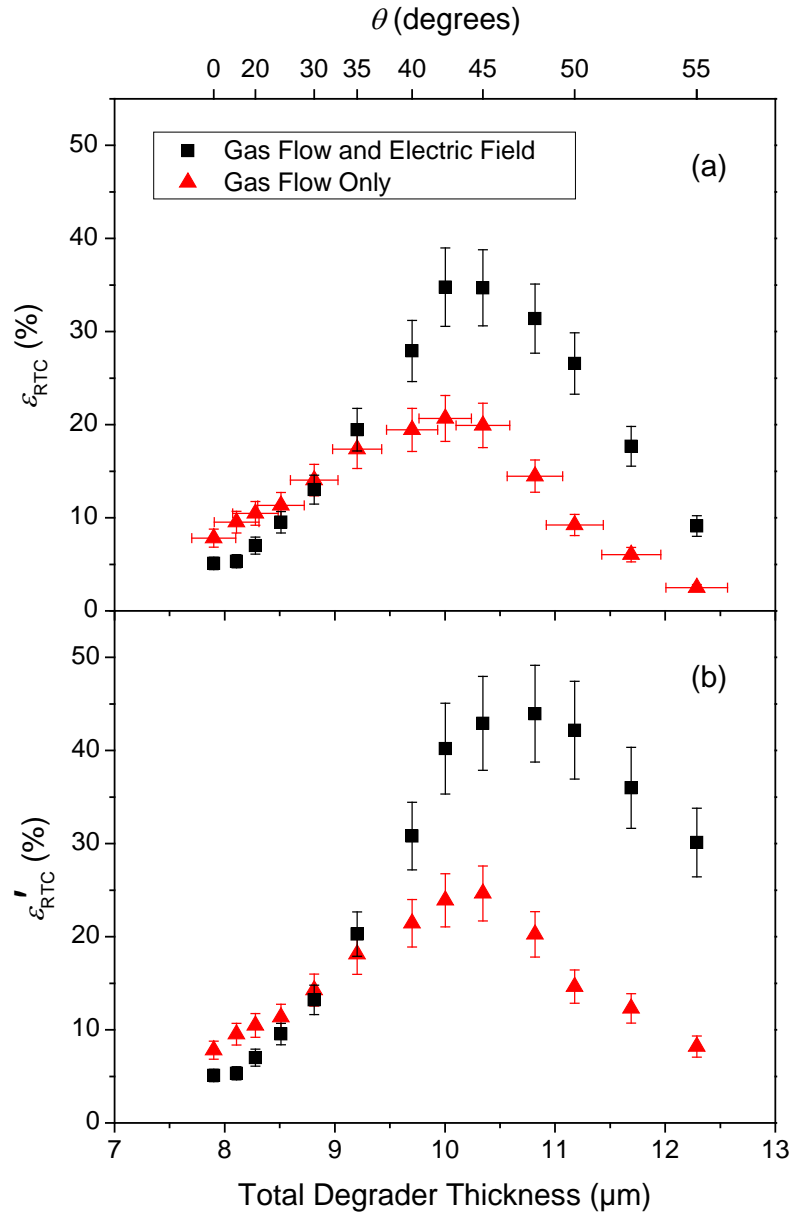 θ (degrees)
0 20 30 35 40 45 50 55
50
40
30
20
10
0
ε_RTC (%)
Gas Flow and Electric Field
Gas Flow Only
(a)
50
40
30
20
10
0
ε'_RTC (%)
(b)
7 8 9 10 11 12 13
Total Degrader Thickness (µm)